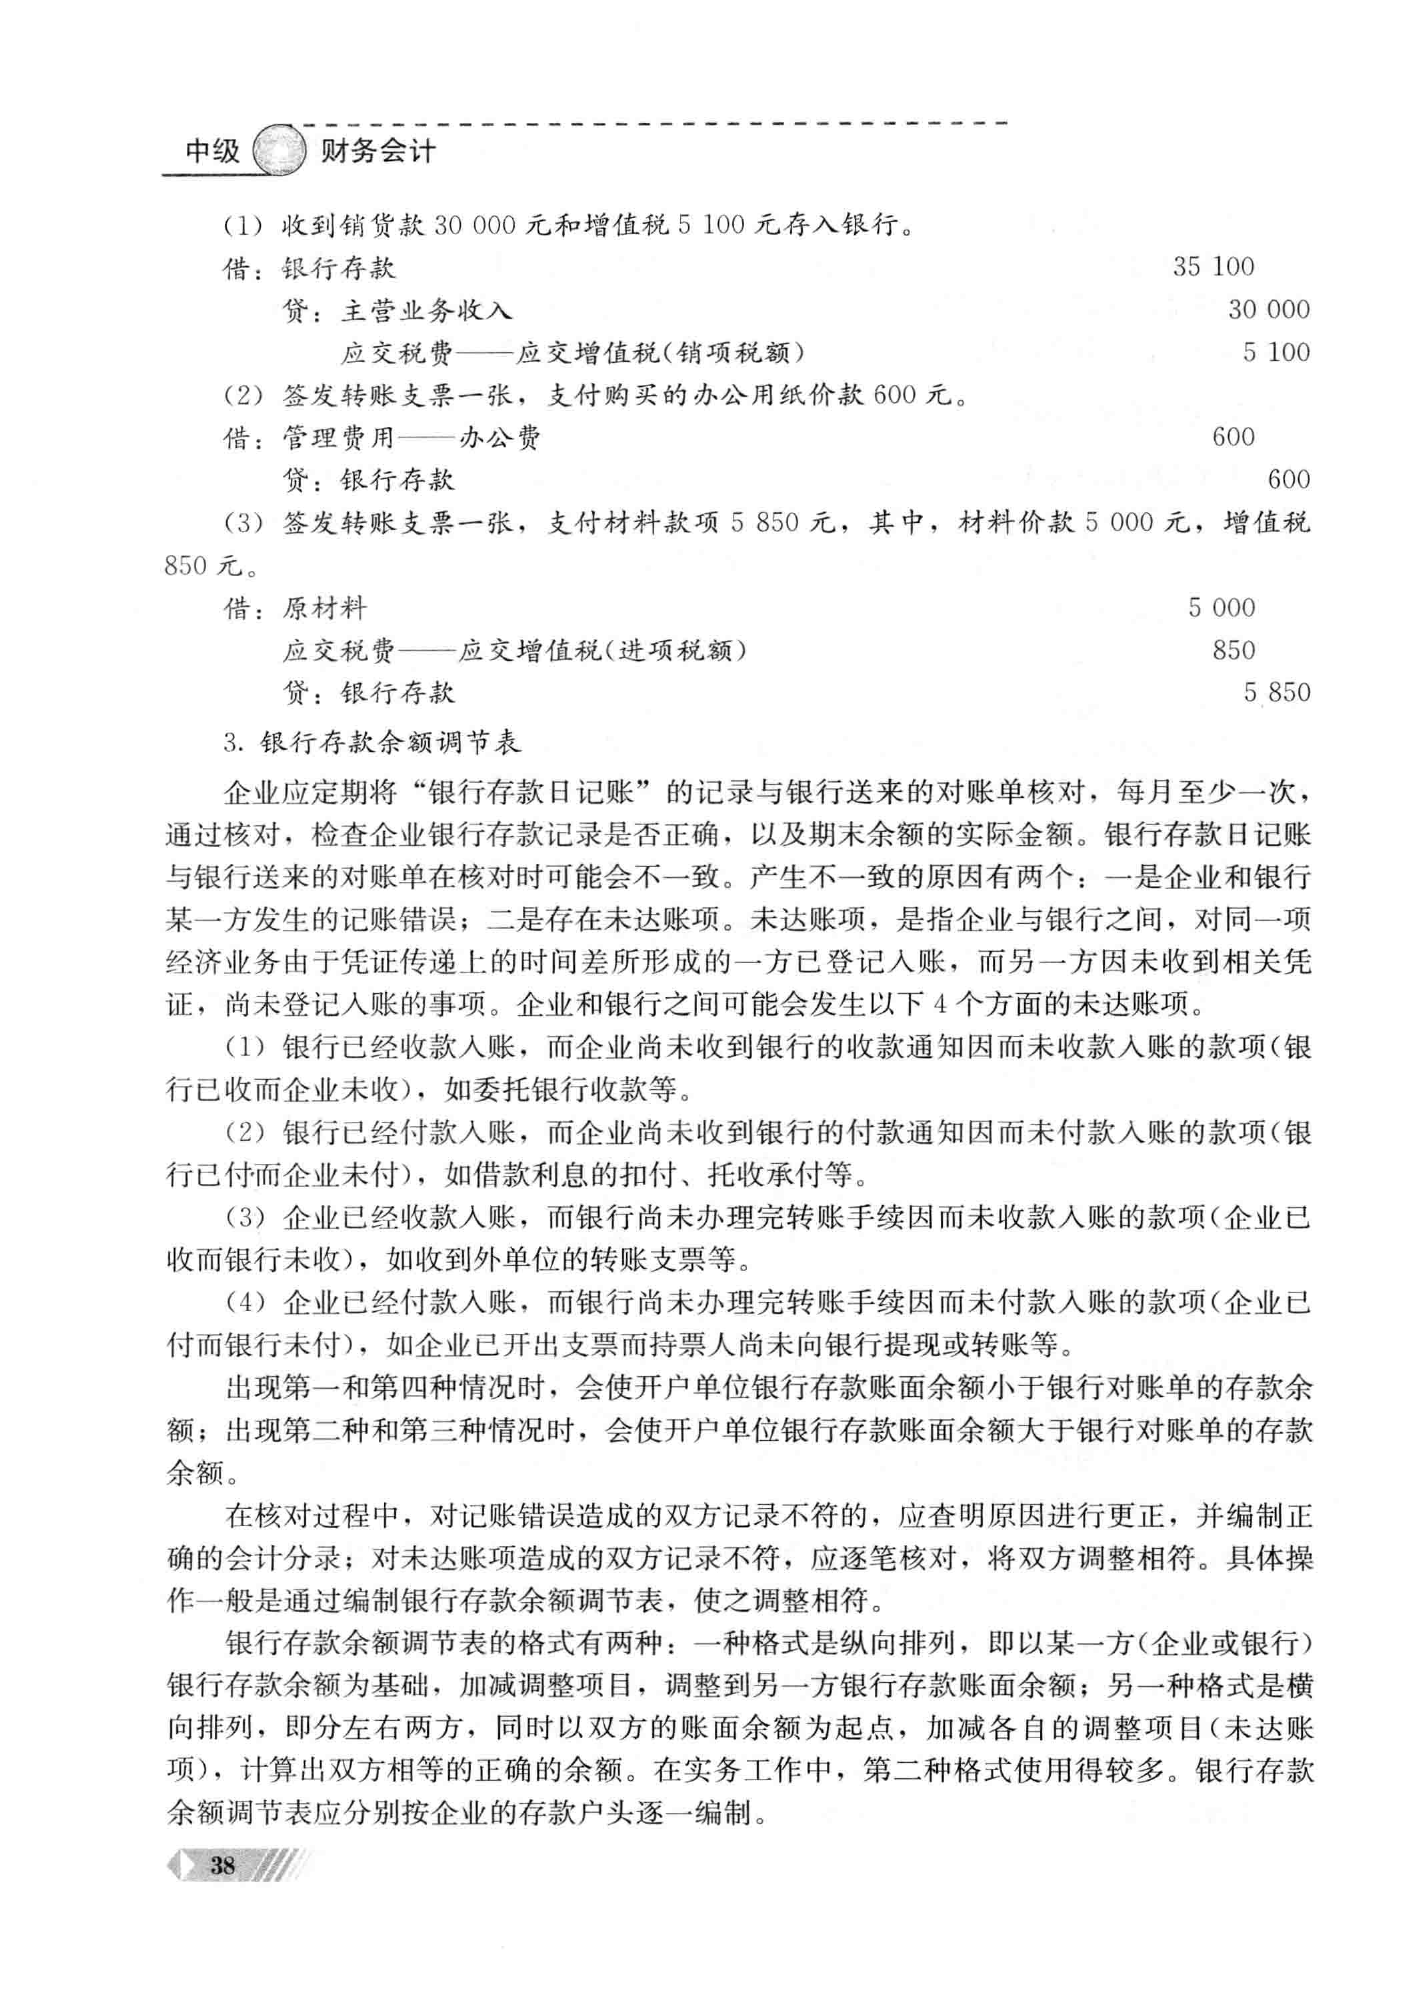 中级 财务会计
(1) 收到销货款 30 000 元和增值税 5 100 元存入银行。
借：银行存款 35 100
贷：主营业务收入 30 000
应交税费——应交增值税(销项税额) 5 100
(2) 签发转账支票一张，支付购买的办公用纸价款 600 元。
借：管理费用——办公费 600
贷：银行存款 600
(3) 签发转账支票一张，支付材料款项 5 850 元，其中，材料价款 5 000 元，增值税
850 元。
借：原材料 5 000
应交税费——应交增值税(进项税额) 850
贷：银行存款 5 850
3. 银行存款余额调节表
企业应定期将“银行存款日记账”的记录与银行送来的对账单核对，每月至少一次，
通过核对，检查企业银行存款记录是否正确，以及期末余额的实际金额。银行存款日记账
与银行送来的对账单在核对时可能会不一致。产生不一致的原因有两个：一是企业和银行
某一方发生的记账错误；二是存在未达账项。未达账项，是指企业与银行之间，对同一项
经济业务由于凭证传递上的时间差所形成的一方已登记入账，而另一方因未收到相关凭
证，尚未登记入账的事项。企业和银行之间可能会发生以下 4 个方面的未达账项。
(1) 银行已经收款入账，而企业尚未收到银行的收款通知因而未收款入账的款项(银
行已收而企业未收)，如委托银行收款等。
(2) 银行已经付款入账，而企业尚未收到银行的付款通知因而未付款入账的款项(银
行已付而企业未付)，如借款利息的扣付、托收承付等。
(3) 企业已经收款入账，而银行尚未办理完转账手续因而未收款入账的款项(企业已
收而银行未收)，如收到外单位的转账支票等。
(4) 企业已经付款入账，而银行尚未办理完转账手续因而未付款入账的款项(企业已
付而银行未付)，如企业已开出支票而持票人尚未向银行提现或转账等。
出现第一和第四种情况时，会使开户单位银行存款账面余额小于银行对账单的存款余
额；出现第二种和第三种情况时，会使开户单位银行存款账面余额大于银行对账单的存款
余额。
在核对过程中，对记账错误造成的双方记录不符的，应查明原因进行更正，并编制正
确的会计分录；对未达账项造成的双方记录不符，应逐笔核对，将双方调整相符。具体操
作一般是通过编制银行存款余额调节表，使之调整相符。
银行存款余额调节表的格式有两种：一种格式是纵向排列，即以某一方(企业或银行)
银行存款余额为基础，加减调整项目，调整到另一方银行存款账面余额；另一种格式是横
向排列，即分左右两方，同时以双方的账面余额为起点，加减各自的调整项目(未达账
项)，计算出双方相等的正确的余额。在实务工作中，第二种格式使用得较多。银行存款
余额调节表应分别按企业的存款户头逐一编制。
38